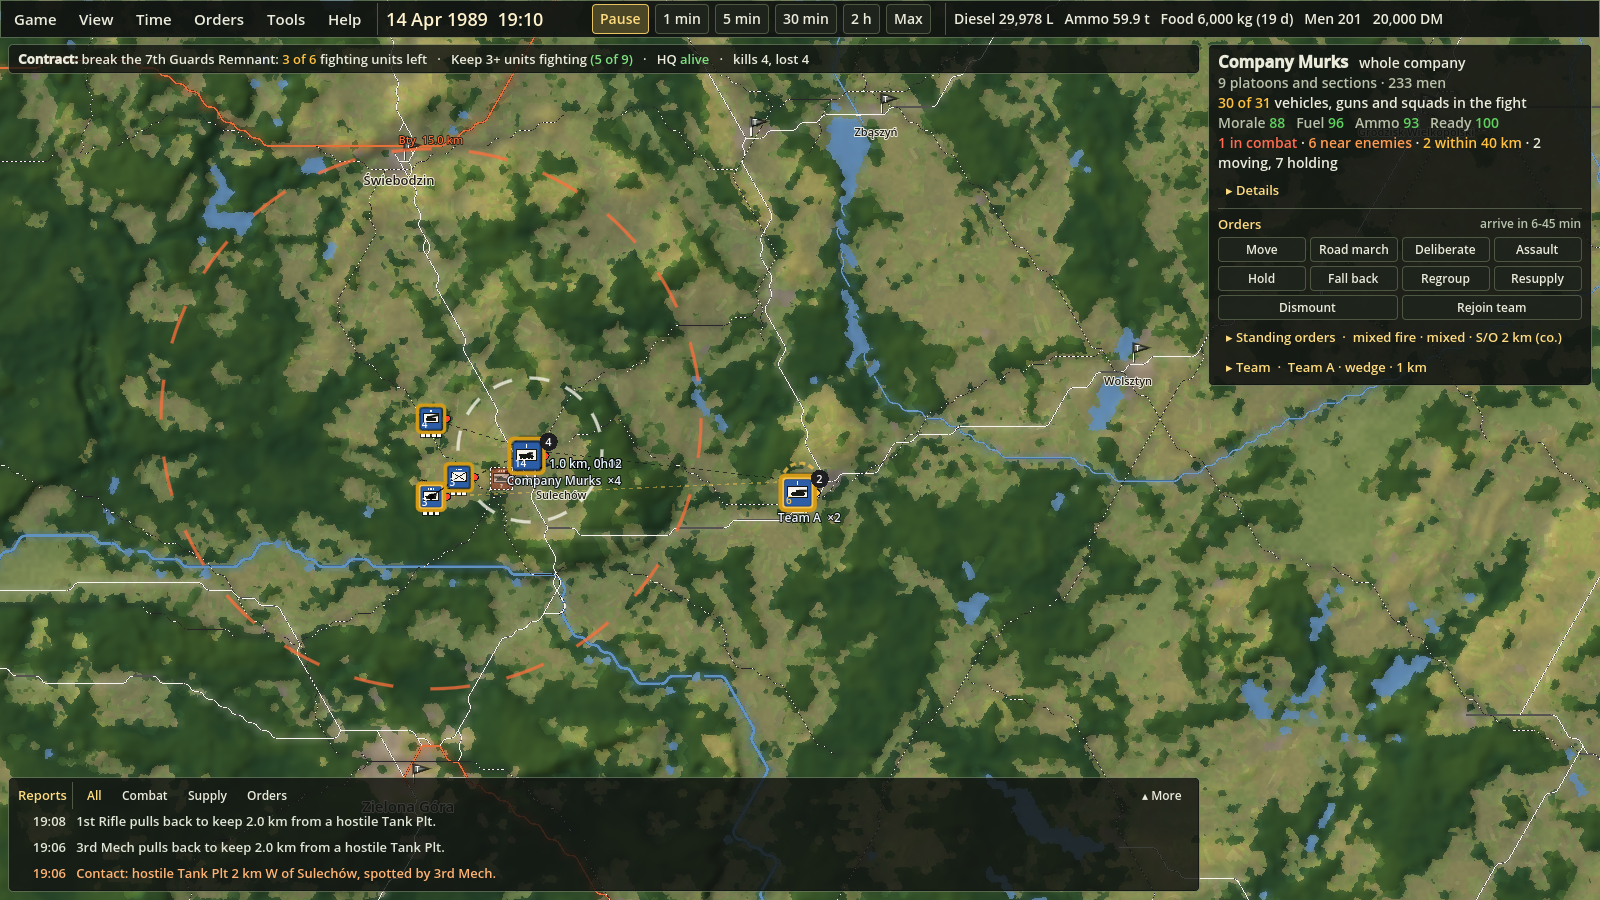 Game View Time Orders Tools Help 14 Apr 1989 19:10 Pause 1 min 5 min 30 min 2 h Max Diesel 29,978 L Ammo 59.9 t Food 6,000 kg (19 d) Men 201 20,000 DM
Contract: break the 7th Guards Remnant: 3 of 6 fighting units left · Keep 3+ units fighting (5 of 9) · HQ alive · kills 4, lost 4
Company Murks whole company
9 platoons and sections · 233 men
30 of 31 vehicles, guns and squads in the fight
Morale 88 Fuel 96 Ammo 93 Ready 100
1 in combat · 6 near enemies · 2 within 40 km · 2
moving, 7 holding
▸ Details
Orders arrive in 6-45 min
Move Road march Deliberate Assault
Hold Fall back Regroup Resupply
Dismount Rejoin team
▸ Standing orders · mixed fire · mixed · S/O 2 km (co.)
▸ Team · Team A · wedge · 1 km
Zbąszyń
Bty 15.0 km
Świebodzin
Wolsztyn
4
4
14
1.0 km, 0h12
3
Company Murks ×4
Sulechów
3
2
6
Team A ×2
Zielona Góra
Reports All Combat Supply Orders ▴ More
19:08 1st Rifle pulls back to keep 2.0 km from a hostile Tank Plt.
19:06 3rd Mech pulls back to keep 2.0 km from a hostile Tank Plt.
19:06 Contact: hostile Tank Plt 2 km W of Sulechów, spotted by 3rd Mech.